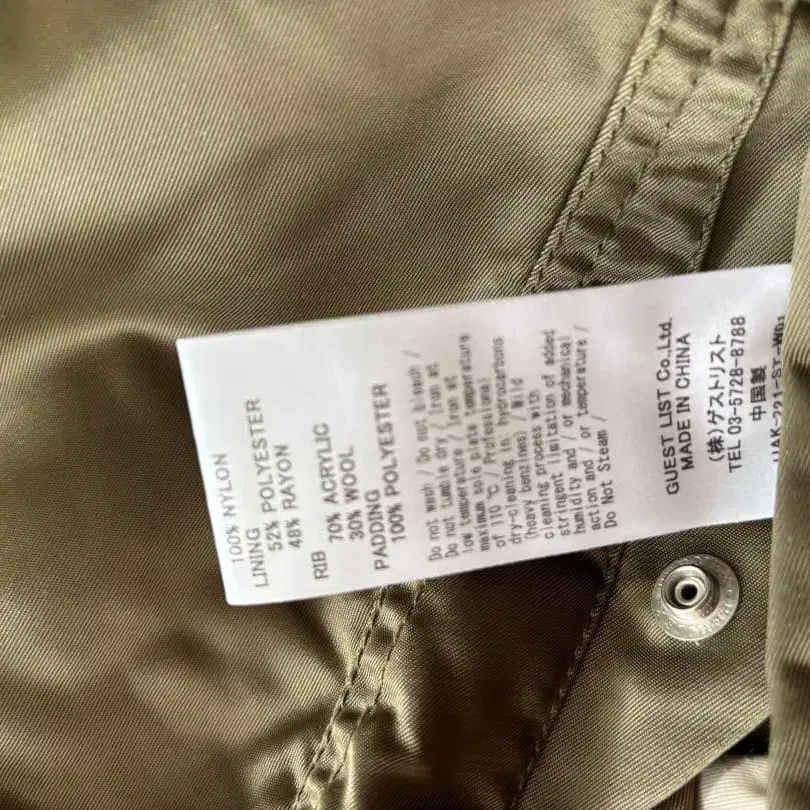 100% NYLON
LINING
52% POLYESTER
48% RAYON
RIB
70% ACRYLIC
30% WOOL
PADDING
100% POLYESTER
Do not wash / Do not bleach /
Do not tumble dry / Iron at
low temperature / Iron at
maximum sole plate temperature
of 110 ℃ / Professional
dry-cleaning in: hydrocarbons
(heavy benzines) / Mild
cleaning process with
stringent limitation of added
humidity and / or mechanical
action and / or temperature /
Do Not Steam /
GUEST LIST Co.,Ltd.
MADE IN CHINA
(株)ゲストリスト
TEL 03-5728-8788
中国製